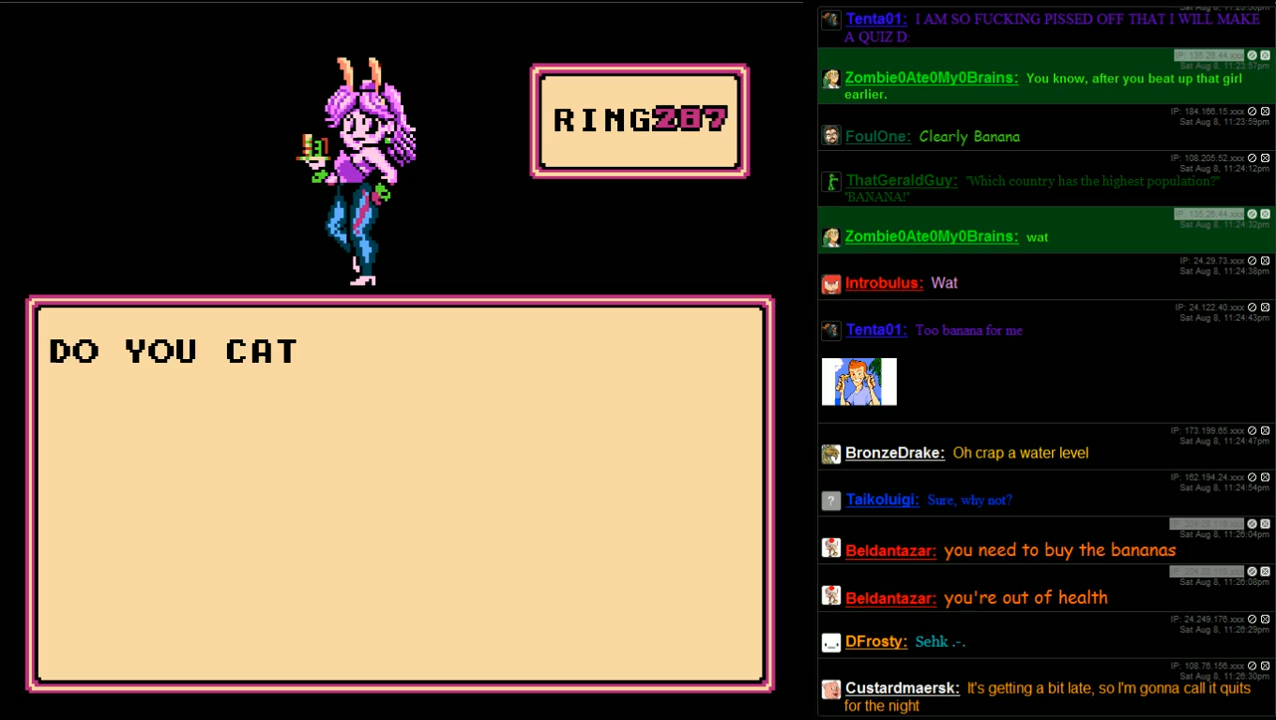 RING287
DO YOU CAT
Tenta01: I AM SO FUCKING PISSED OFF THAT I WILL MAKE
A QUIZ D:
Sat Aug 8, 11:23:57pm
Zombie0Ate0My0Brains: You know, after you beat up that girl
earlier.
IP: 184.166.15.xxx
Sat Aug 8, 11:23:59pm
FoulOne: Clearly Banana
IP: 108.205.52.xxx
Sat Aug 8, 11:24:12pm
ThatGeraldGuy: "Which country has the highest population?"
"BANANA!"
Sat Aug 8, 11:24:32pm
Zombie0Ate0My0Brains: wat
IP: 24.29.73.xxx
Sat Aug 8, 11:24:38pm
Introbulus: Wat
IP: 24.122.40.xxx
Sat Aug 8, 11:24:43pm
Tenta01: Too banana for me
IP: 173.199.65.xxx
Sat Aug 8, 11:24:47pm
BronzeDrake: Oh crap a water level
IP: 162.194.24.xxx
Sat Aug 8, 11:24:54pm
Taikoluigi: Sure, why not?
Sat Aug 8, 11:26:04pm
Beldantazar: you need to buy the bananas
Sat Aug 8, 11:26:08pm
Beldantazar: you're out of health
IP: 24.249.176.xxx
Sat Aug 8, 11:26:29pm
DFrosty: Sehk .-.
IP: 108.76.156.xxx
Sat Aug 8, 11:26:30pm
Custardmaersk: It's getting a bit late, so I'm gonna call it quits
for the night